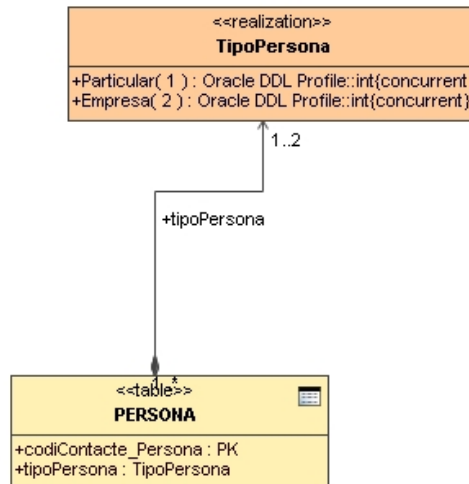 <<realization>>
TipoPersona
+Particular( 1 ) : Oracle DDL Profile::int{concurrent
+Empresa( 2 ) : Oracle DDL Profile::int{concurrent}
1..2
+tipoPersona
1..*
<<table>>
PERSONA
+codiContacte_Persona : PK
+tipoPersona : TipoPersona